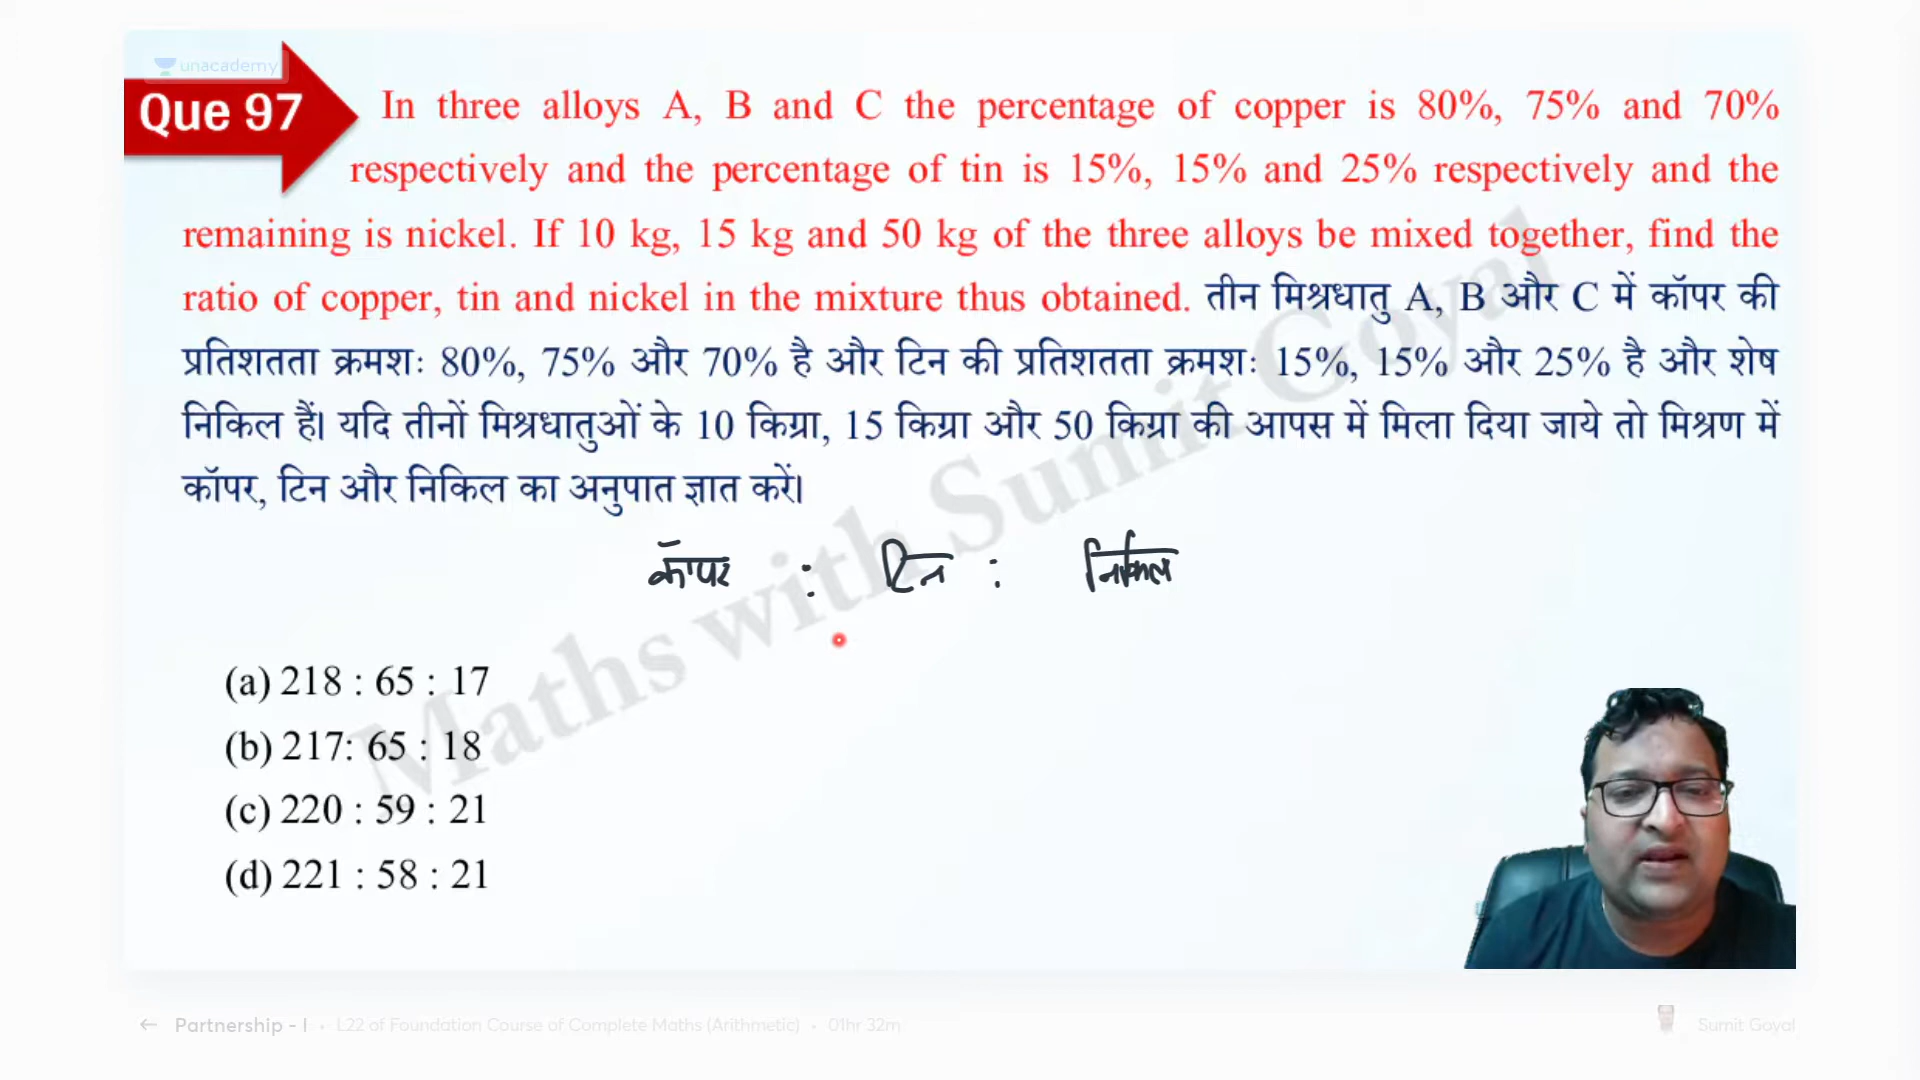 unacademy
Que 97
In three alloys A, B and C the percentage of copper is 80%, 75% and 70%
respectively and the percentage of tin is 15%, 15% and 25% respectively and the
remaining is nickel. If 10 kg, 15 kg and 50 kg of the three alloys be mixed together, find the
ratio of copper, tin and nickel in the mixture thus obtained. तीन मिश्रधातु A, B और C में कॉपर की
प्रतिशतता क्रमशः 80%, 75% और 70% है और टिन की प्रतिशतता क्रमशः 15%, 15% और 25% है और शेष
निकिल हैं। यदि तीनों मिश्रधातुओं के 10 किग्रा, 15 किग्रा और 50 किग्रा की आपस में मिला दिया जाये तो मिश्रण में
कॉपर, टिन और निकिल का अनुपात ज्ञात करें।
कॉपर : टिन : निकिल
(a) 218 : 65 : 17
(b) 217: 65 : 18
(c) 220 : 59 : 21
(d) 221 : 58 : 21
Maths with Sumit Goyal
← Partnership - I • L22 of Foundation Course of Complete Maths (Arithmetic) • 01hr 32m
Sumit Goyal